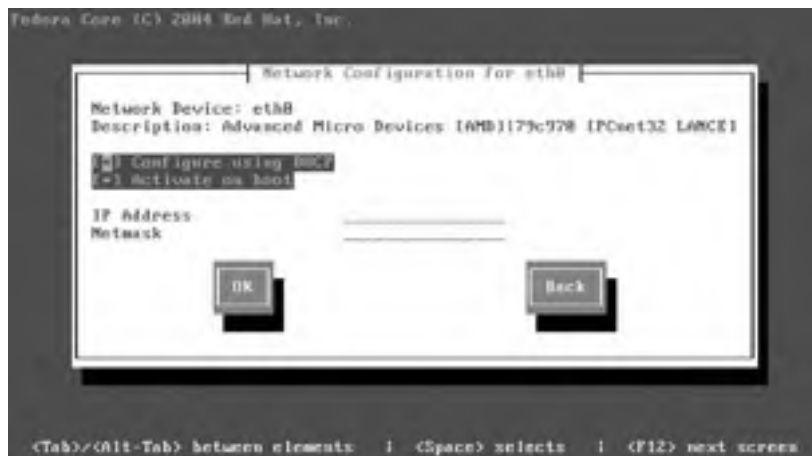 Fedora Core (C) 2004 Red Hat, Inc.
Network Configuration for eth0
Network Device: eth0
Description: Advanced Micro Devices [AMD]|79c970 [PCnet32 LANCE]
[*] Configure using DHCP
[*] Activate on boot
IP Address
Netmask
OK
Back
<Tab>/<Alt-Tab> between elements | <Space> selects | <F12> next screen